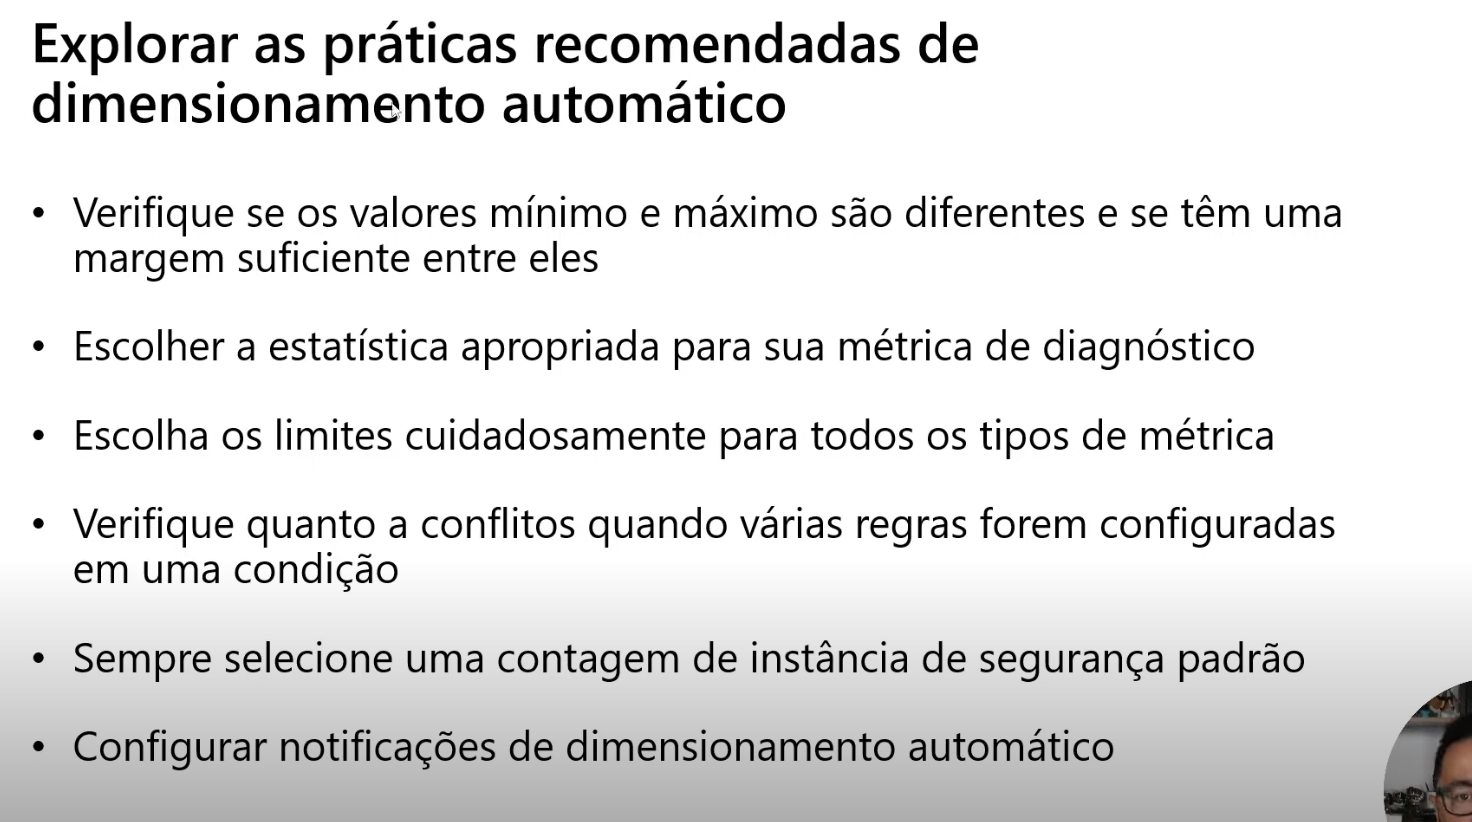 Explorar as práticas recomendadas de
dimensionamento automático
• Verifique se os valores mínimo e máximo são diferentes e se têm uma
margem suficiente entre eles
• Escolher a estatística apropriada para sua métrica de diagnóstico
• Escolha os limites cuidadosamente para todos os tipos de métrica
• Verifique quanto a conflitos quando várias regras forem configuradas
em uma condição
• Sempre selecione uma contagem de instância de segurança padrão
• Configurar notificações de dimensionamento automático